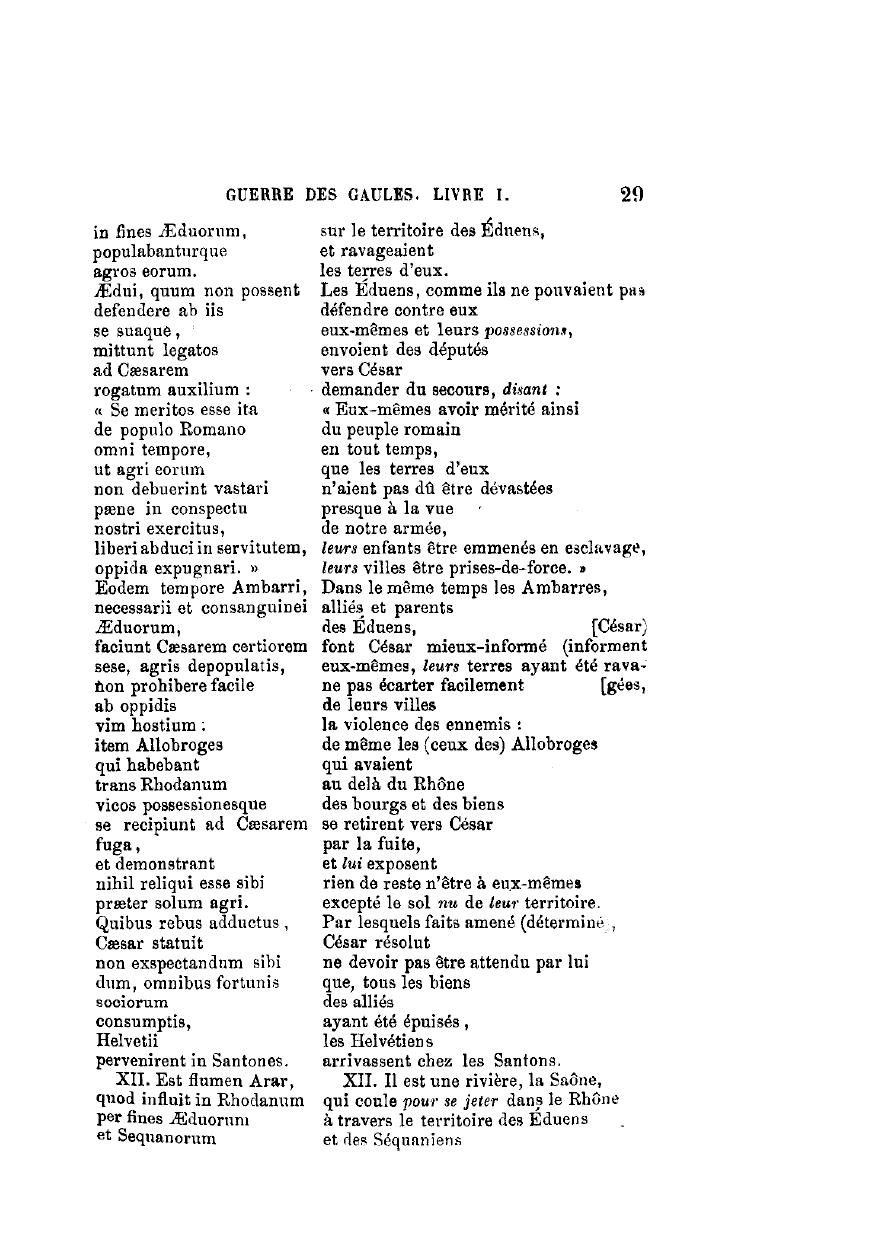 GUERRE DES GAULES. LIVRE I. 29
in fines Æduorum, sur le territoire des Éduens,
populabanturque et ravageaient
agros eorum. les terres d'eux.
Ædui, quum non possent Les Éduens, comme ils ne pouvaient pas
defendere ab iis défendre contre eux
se suaque, eux-mêmes et leurs possessions,
mittunt legatos envoient des députés
ad Cæsarem vers César
rogatum auxilium : demander du secours, disant :
« Se meritos esse ita « Eux-mêmes avoir mérité ainsi
de populo Romano du peuple romain
omni tempore, en tout temps,
ut agri eorum que les terres d'eux
non debuerint vastari n'aient pas dû être dévastées
pæne in conspectu presque à la vue
nostri exercitus, de notre armée,
liberi abduci in servitutem, leurs enfants être emmenés en esclavage,
oppida expugnari. » leurs villes être prises-de-force. »
Eodem tempore Ambarri, Dans le même temps les Ambarres,
necessarii et consanguinei alliés et parents
Æduorum, des Éduens, [César)
faciunt Cæsarem certiorem font César mieux-informé (informent
sese, agris depopulatis, eux-mêmes, leurs terres ayant été rava-
non prohibere facile ne pas écarter facilement [gées,
ab oppidis de leurs villes
vim hostium : la violence des ennemis :
item Allobroges de même les (ceux des) Allobroges
qui habebant qui avaient
trans Rhodanum au delà du Rhône
vicos possessionesque des bourgs et des biens
se recipiunt ad Cæsarem se retirent vers César
fuga, par la fuite,
et demonstrant et lui exposent
nihil reliqui esse sibi rien de reste n'être à eux-mêmes
præter solum agri. excepté le sol nu de leur territoire.
Quibus rebus adductus, Par lesquels faits amené (déterminé,
Cæsar statuit César résolut
non exspectandum sibi ne devoir pas être attendu par lui
dum, omnibus fortunis que, tous les biens
sociorum des alliés
consumptis, ayant été épuisés,
Helvetii les Helvétiens
pervenirent in Santones. arrivassent chez les Santons.
XII. Est flumen Arar, XII. Il est une rivière, la Saône,
quod influit in Rhodanum qui coule pour se jeter dans le Rhône
per fines Æduorum à travers le territoire des Éduens
et Sequanorum et des Séquaniens